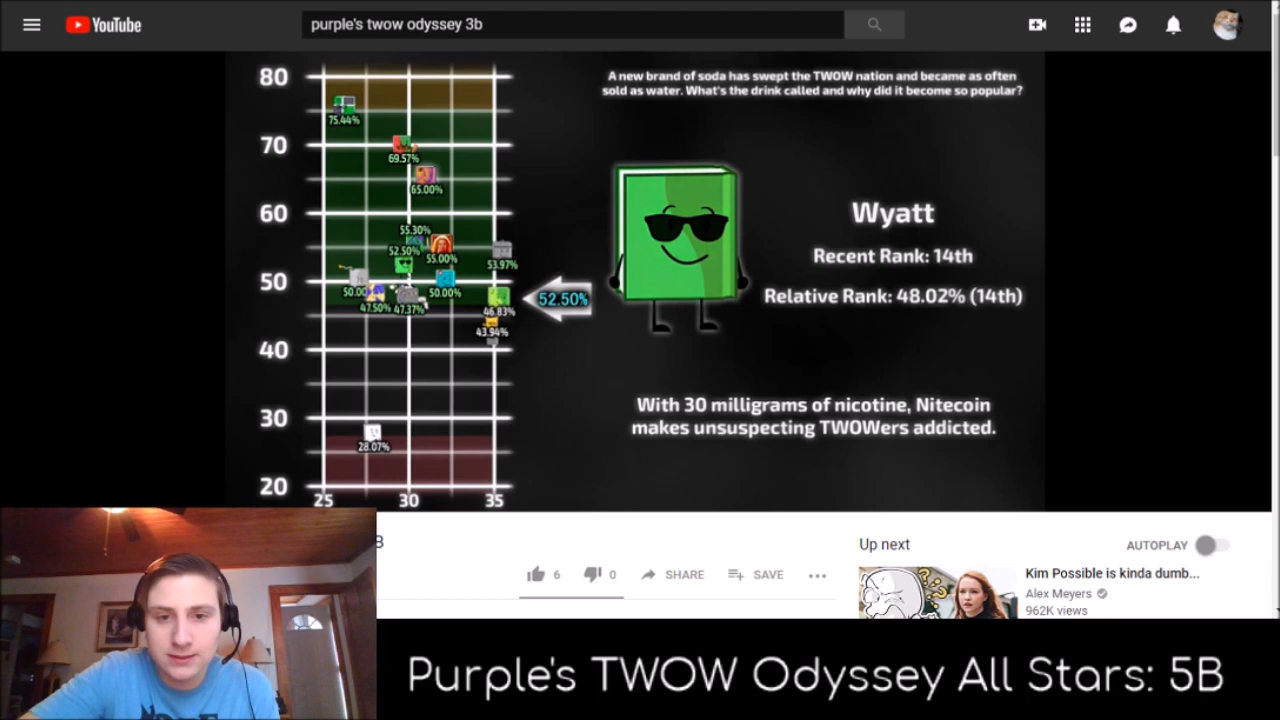 YouTube
purple's twow odyssey 3b
A new brand of soda has swept the TWOW nation and became as often
sold as water. What's the drink called and why did it become so popular?
80
75.44%
70
69.57%
65.00%
60
55.30%
52.50%
55.00%
53.97%
50
50.00
47.50%
47.37%
50.00%
46.83%
43.94%
40
30
28.07%
20
25
30
35
52.50%
Wyatt
Recent Rank: 14th
Relative Rank: 48.02% (14th)
With 30 milligrams of nicotine, Nitecoin
makes unsuspecting TWOWers addicted.
B
6
0
SHARE
SAVE
Up next
AUTOPLAY
Kim Possible is kinda dumb...
Alex Meyers
962K views
Purple's TWOW Odyssey All Stars: 5B